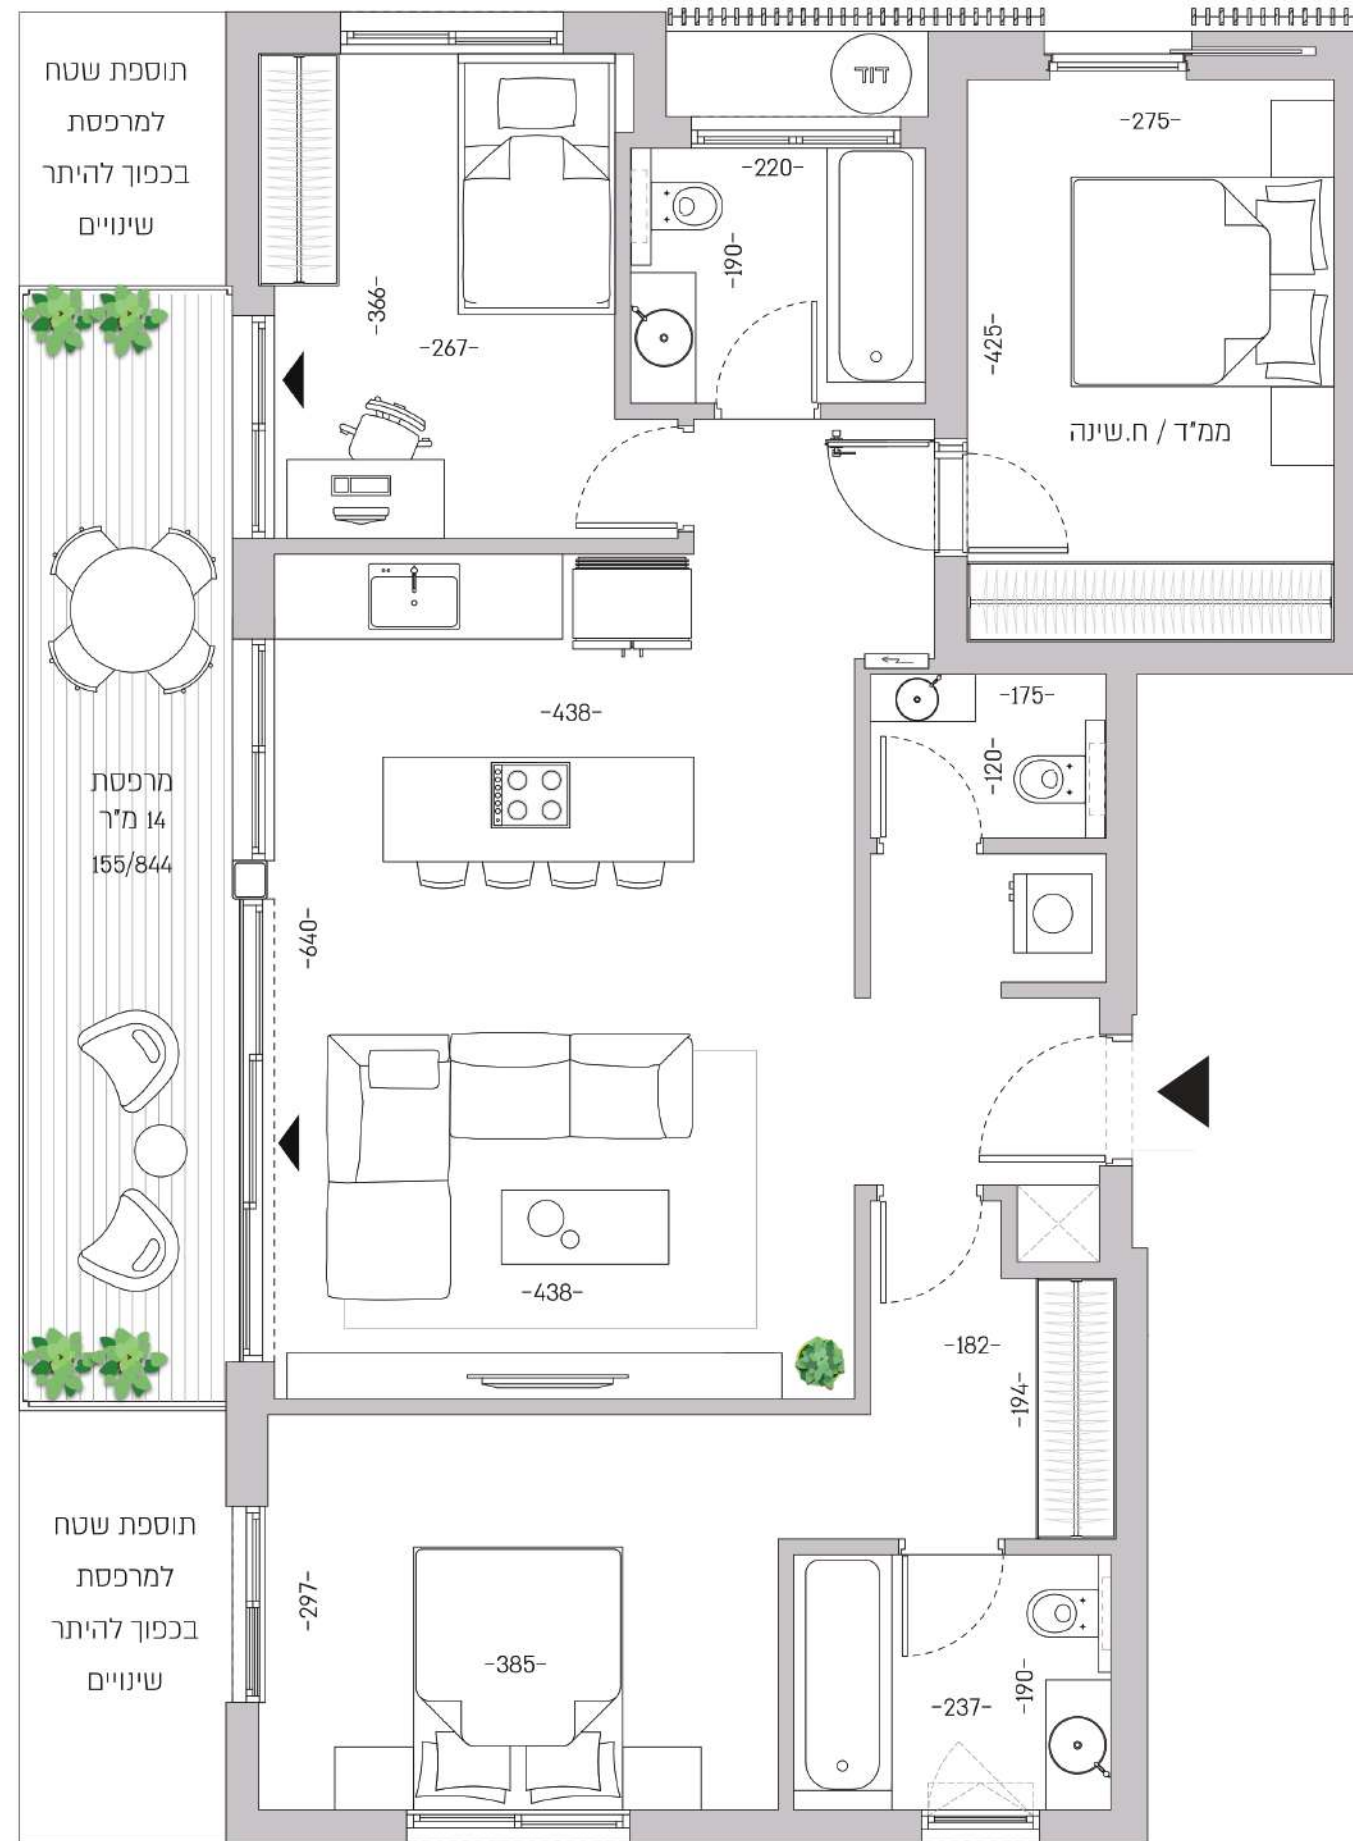 תוספת שטח
למרפסת
בכפוף להיתר
שינויים
דוד
-275-
-220-
-190-
-366-
-267-
-425-
ממ"ד / ח.שינה
-438-
-175-
-120-
מרפסת
14 מ"ר
155/844
-640-
-438-
-182-
-194-
תוספת שטח
למרפסת
בכפוף להיתר
שינויים
-297-
-385-
-237-
-190-